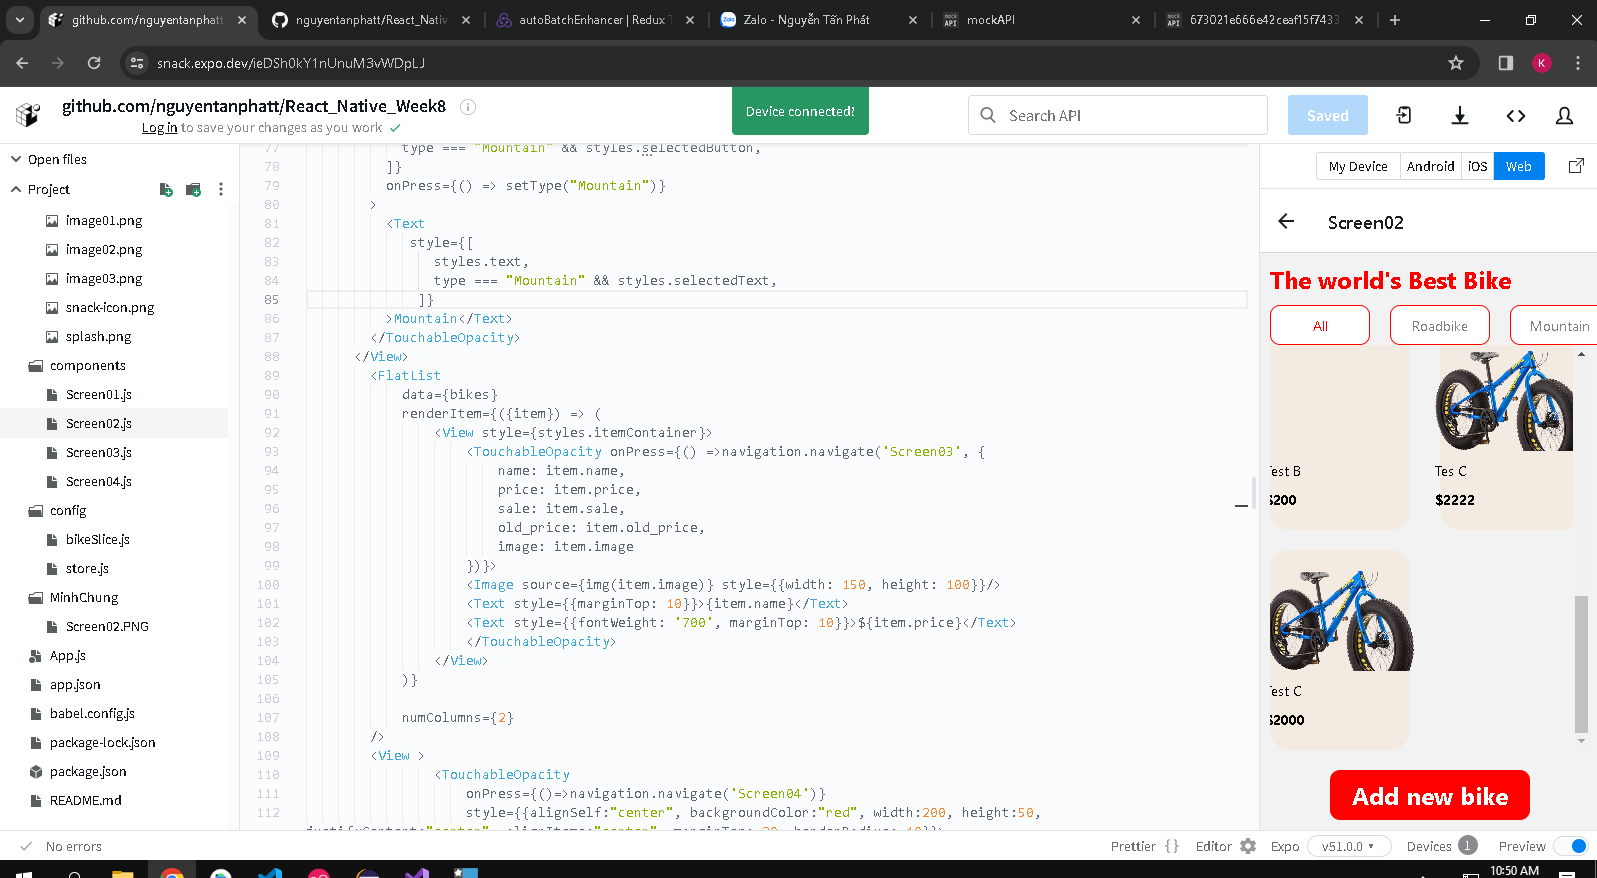 github.com/nguyentanphatt
nguyentanphatt/React_Nativ
autoBatchEnhancer | Redux T
Zalo - Nguyễn Tấn Phát
mockAPI
673021e666e42ceaf15f7433
snack.expo.dev/ieDSh0kY1nUnuM3vWDpLJ
K
github.com/nguyentanphatt/React_Native_Week8
Log in to save your changes as you work
Device connected!
Search API
Saved
Open files
Project
image01.png
image02.png
image03.png
snack-icon.png
splash.png
components
Screen01.js
Screen02.js
Screen03.js
Screen04.js
config
bikeSlice.js
store.js
MinhChung
Screen02.PNG
App.js
app.json
babel.config.js
package-lock.json
package.json
README.md
77 type === "Mountain" && styles.selectedButton,
78 ]}
79 onPress={() => setType("Mountain")}
80 >
81 <Text
82 style={[
83 styles.text,
84 type === "Mountain" && styles.selectedText,
85 ]}
86 >Mountain</Text>
87 </TouchableOpacity>
88 </View>
89 <FlatList
90 data={bikes}
91 renderItem={({item}) => (
92 <View style={styles.itemContainer}>
93 <TouchableOpacity onPress={() =>navigation.navigate('Screen03', {
94 name: item.name,
95 price: item.price,
96 sale: item.sale,
97 old_price: item.old_price,
98 image: item.image
99 })}>
100 <Image source={img(item.image)} style={{width: 150, height: 100}}/>
101 <Text style={{marginTop: 10}}>{item.name}</Text>
102 <Text style={{fontWeight: '700', marginTop: 10}}>${item.price}</Text>
103 </TouchableOpacity>
104 </View>
105 )}
106
107 numColumns={2}
108 />
109 <View >
110 <TouchableOpacity
111 onPress={()=>navigation.navigate('Screen04')}
112 style={{alignSelf:"center", backgroundColor:"red", width:200, height:50,
My Device
Android
iOS
Web
Screen02
The world's Best Bike
All
Roadbike
Mountain
Test B
$200
Tes C
$2222
Test C
$2000
Add new bike
No errors
Prettier {}
Editor
Expo
v51.0.0
Devices 1
Preview
10:50 AM